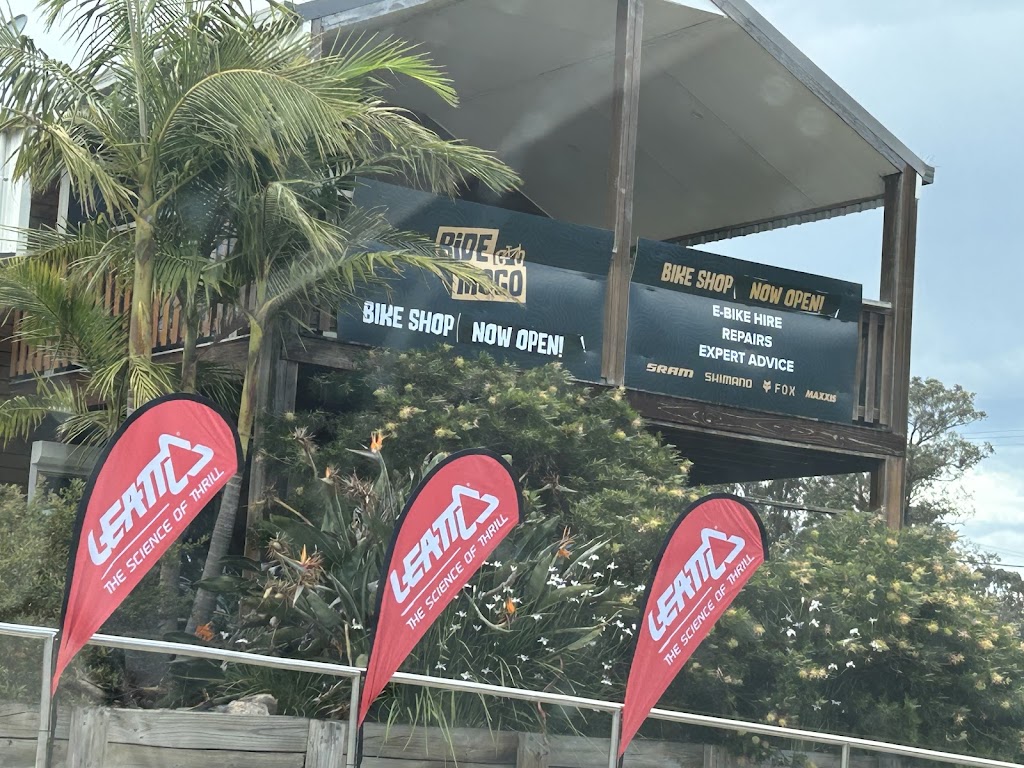 RIDE
MOGO
BIKE SHOP | NOW OPEN!
BIKE SHOP | NOW OPEN!
E-BIKE HIRE
REPAIRS
EXPERT ADVICE
SRAM SHIMANO FOX MAXXIS
LEATT
THE SCIENCE OF THRILL
LEATT
THE SCIENCE OF THRILL
LEATT
THE SCIENCE OF THRILL